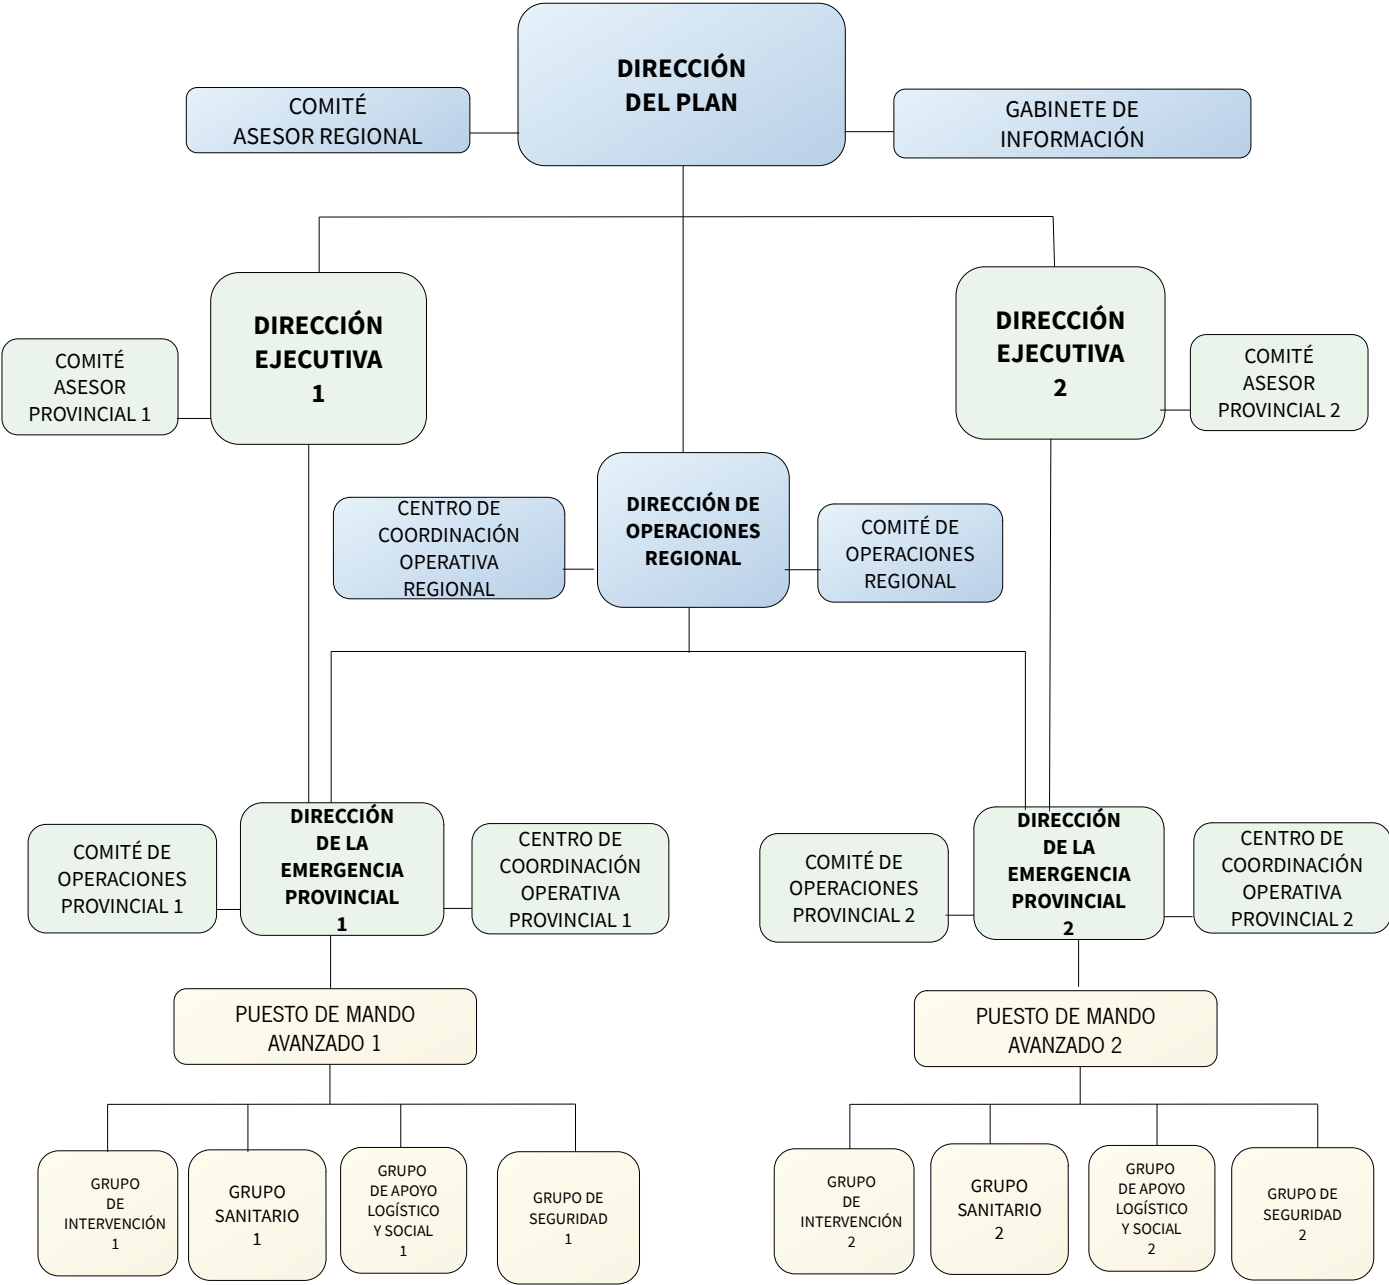 DIRECCIÓN
DEL PLAN
COMITÉ
ASESOR REGIONAL
GABINETE DE
INFORMACIÓN
DIRECCIÓN
EJECUTIVA
1
DIRECCIÓN
EJECUTIVA
2
COMITÉ
ASESOR
PROVINCIAL 1
COMITÉ
ASESOR
PROVINCIAL 2
CENTRO DE
COORDINACIÓN
OPERATIVA
REGIONAL
DIRECCIÓN DE
OPERACIONES
REGIONAL
COMITÉ DE
OPERACIONES
REGIONAL
COMITÉ DE
OPERACIONES
PROVINCIAL 1
DIRECCIÓN
DE LA
EMERGENCIA
PROVINCIAL
1
CENTRO DE
COORDINACIÓN
OPERATIVA
PROVINCIAL 1
COMITÉ DE
OPERACIONES
PROVINCIAL 2
DIRECCIÓN
DE LA
EMERGENCIA
PROVINCIAL
2
CENTRO DE
COORDINACIÓN
OPERATIVA
PROVINCIAL 2
PUESTO DE MANDO
AVANZADO 1
PUESTO DE MANDO
AVANZADO 2
GRUPO
DE
INTERVENCIÓN
1
GRUPO
SANITARIO
1
GRUPO
DE APOYO
LOGÍSTICO
Y SOCIAL
1
GRUPO DE
SEGURIDAD
1
GRUPO
DE
INTERVENCIÓN
2
GRUPO
SANITARIO
2
GRUPO
DE APOYO
LOGÍSTICO
Y SOCIAL
2
GRUPO DE
SEGURIDAD
2